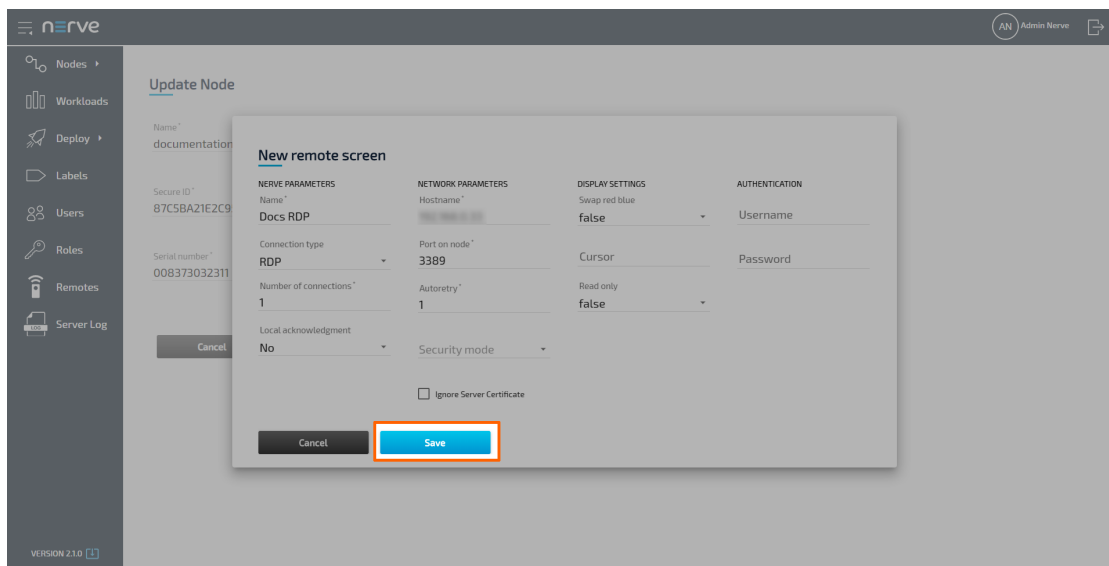 nerve
AN Admin Nerve
Nodes
Workloads
Deploy
Labels
Users
Roles
Remotes
LOG Server Log
VERSION 2.1.0
Update Node
Name*
documentation
Secure ID*
87C5BA21E2C9
Serial number*
008373032311
Cancel
New remote screen
NERVE PARAMETERS
Name*
Docs RDP
Connection type
RDP
Number of connections*
1
Local acknowledgment
No
NETWORK PARAMETERS
Hostname*
Port on node*
3389
Autoretry*
1
Security mode
Ignore Server Certificate
DISPLAY SETTINGS
Swap red blue
false
Cursor
Read only
false
AUTHENTICATION
Username
Password
Cancel
Save